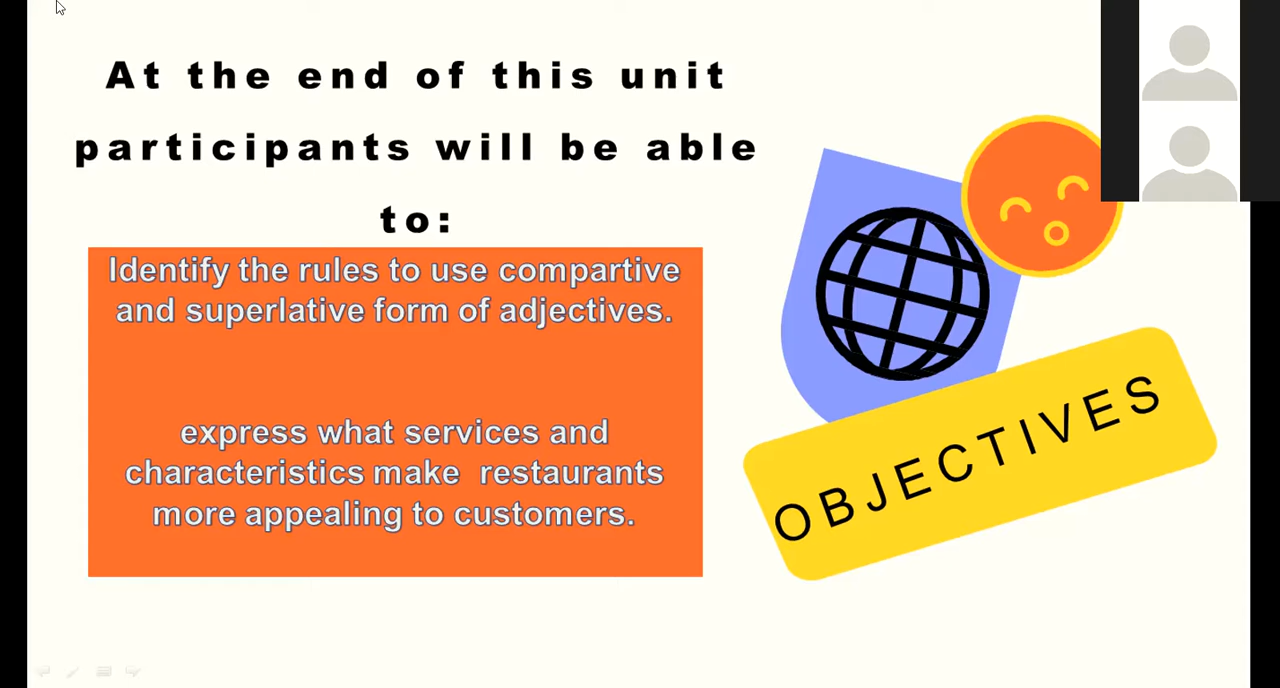 At the end of this unit
participants will be able
to:
Identify the rules to use compartive
and superlative form of adjectives.
express what services and
characteristics make restaurants
more appealing to customers.
OBJECTIVES